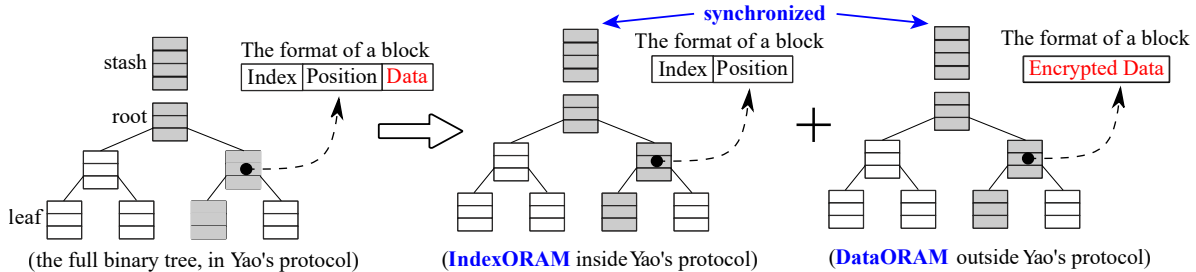 synchronized
The format of a block
Index Position Data
stash
root
leaf
(the full binary tree, in Yao's protocol)
The format of a block
Index Position
(IndexORAM inside Yao's protocol)
+
The format of a block
Encrypted Data
(DataORAM outside Yao's protocol)